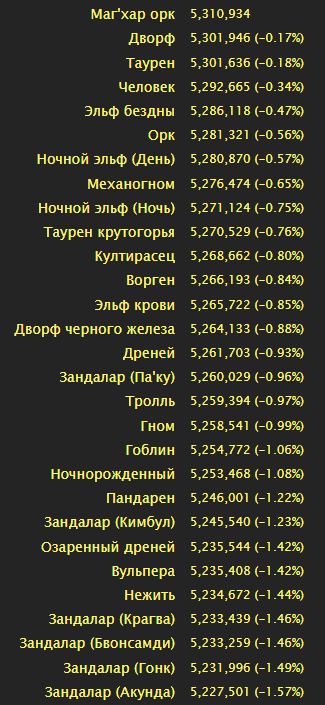 Маг'хар орк 5,310,934
Дворф 5,301,946 (−0.17%)
Таурен 5,301,636 (−0.18%)
Человек 5,292,665 (−0.34%)
Эльф бездны 5,286,118 (−0.47%)
Орк 5,281,321 (−0.56%)
Ночной эльф (День) 5,280,870 (−0.57%)
Механогном 5,276,474 (−0.65%)
Ночной эльф (Ночь) 5,271,124 (−0.75%)
Таурен крутогорья 5,270,529 (−0.76%)
Култирасец 5,268,662 (−0.80%)
Ворген 5,266,193 (−0.84%)
Эльф крови 5,265,722 (−0.85%)
Дворф черного железа 5,264,133 (−0.88%)
Дреней 5,261,703 (−0.93%)
Зандалар (Па'ку) 5,260,029 (−0.96%)
Тролль 5,259,394 (−0.97%)
Гном 5,258,541 (−0.99%)
Гоблин 5,254,772 (−1.06%)
Ночнорожденный 5,253,468 (−1.08%)
Пандарен 5,246,001 (−1.22%)
Зандалар (Кимбул) 5,245,540 (−1.23%)
Озаренный дреней 5,235,544 (−1.42%)
Вульпера 5,235,408 (−1.42%)
Нежить 5,234,672 (−1.44%)
Зандалар (Крагва) 5,233,439 (−1.46%)
Зандалар (Бвонсамди) 5,233,259 (−1.46%)
Зандалар (Гонк) 5,231,996 (−1.49%)
Зандалар (Акунда) 5,227,501 (−1.57%)